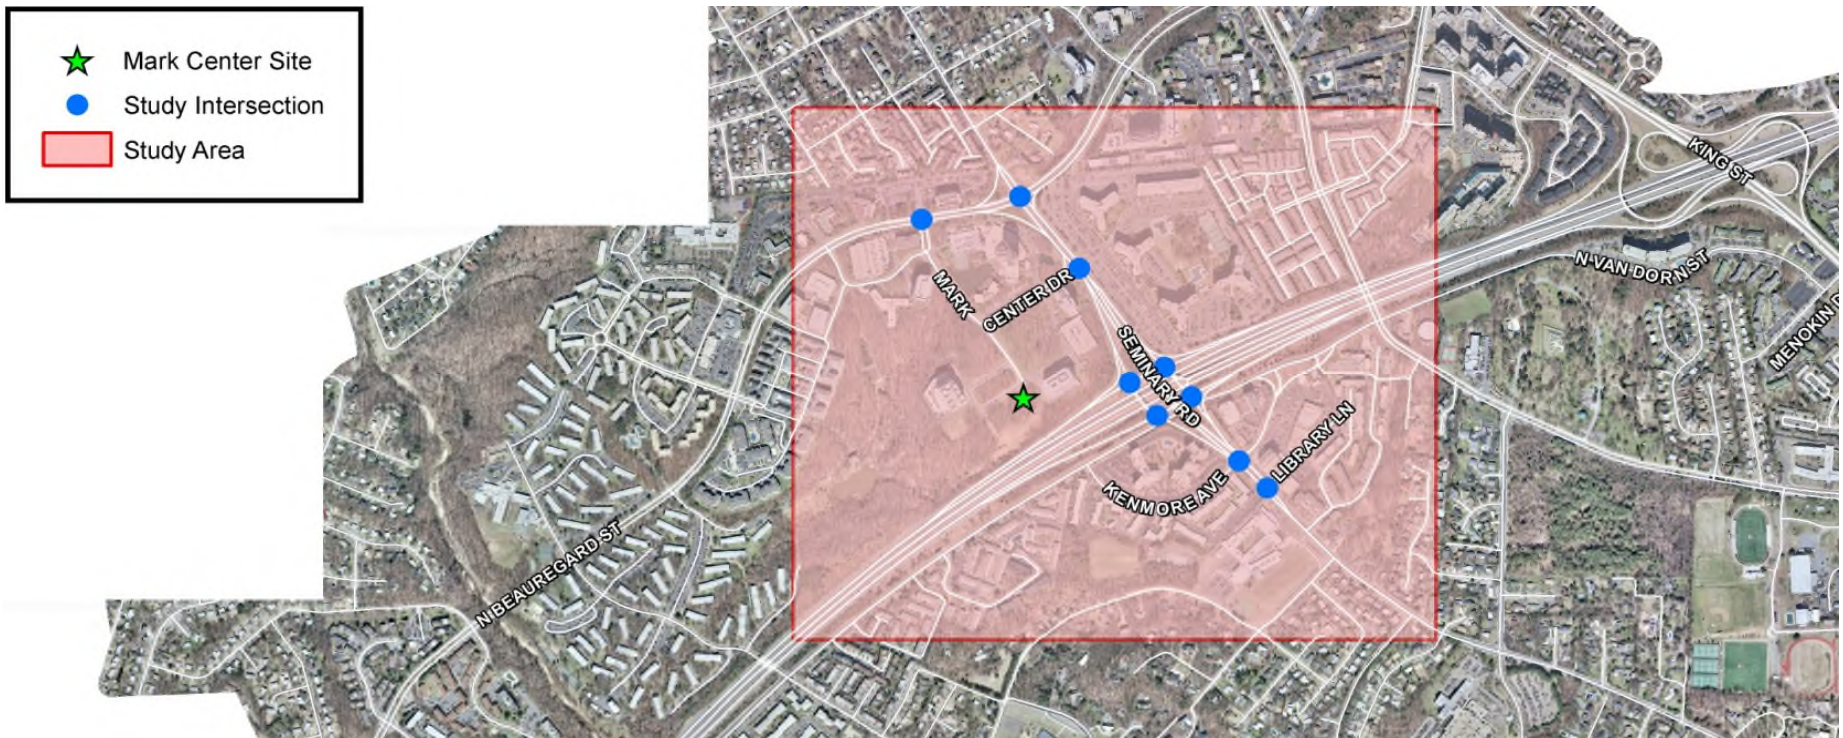 Mark Center Site
Study Intersection
Study Area
KING ST
N VAN DORN ST
MARK
CENTER DR
SEMINARY RD
LIBRARY LN
KENMORE AVE
N BEAUREGARD ST